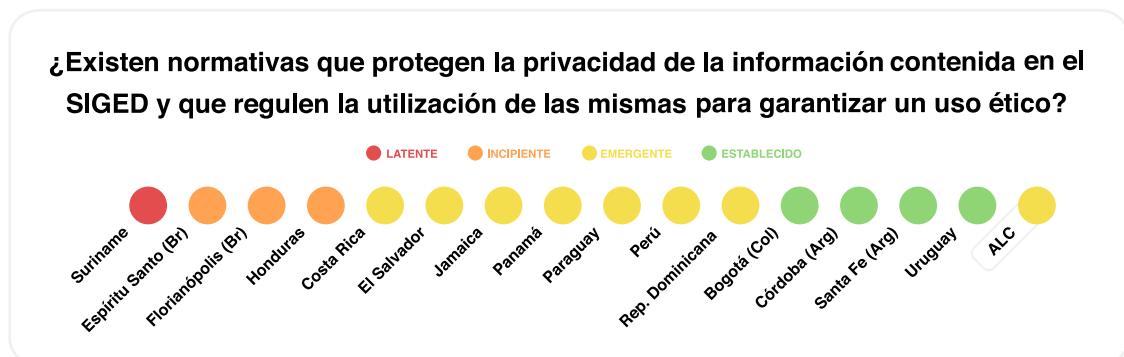 ¿Existen normativas que protegen la privacidad de la información contenida en el
SIGED y que regulen la utilización de las mismas para garantizar un uso ético?
LATENTE INCIPIENTE EMERGENTE ESTABLECIDO
Suriname
Espíritu Santo (Br)
Florianópolis (Br)
Honduras
Costa Rica
El Salvador
Jamaica
Panamá
Paraguay
Perú
Rep. Dominicana
Bogotá (Col)
Córdoba (Arg)
Santa Fe (Arg)
Uruguay
ALC